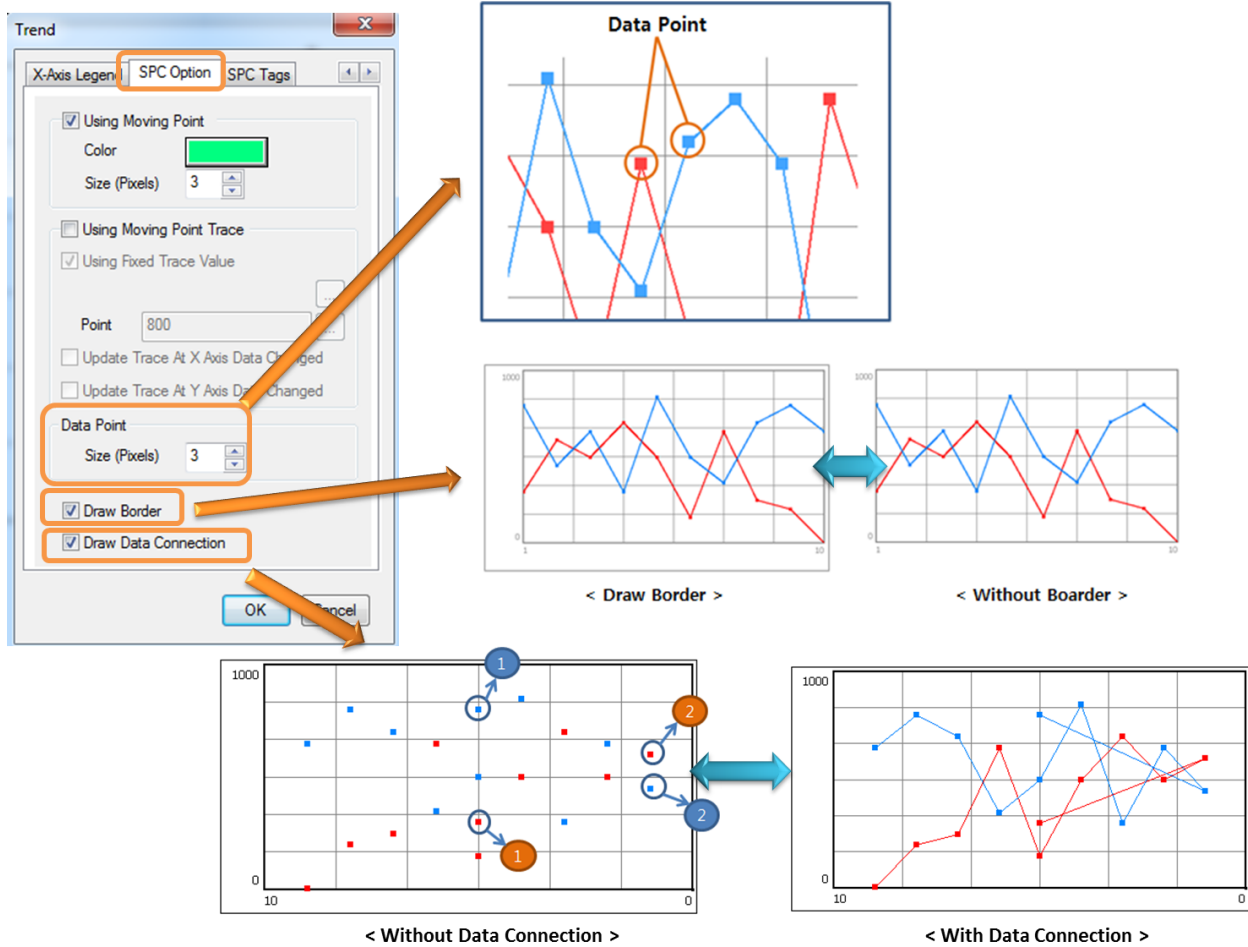 Trend
X-Axis Legend
SPC Option
SPC Tags
Using Moving Point
Color
Size (Pixels) 3
Using Moving Point Trace
Using Fixed Trace Value
...
Point 800
...
Update Trace At X Axis Data Changed
Update Trace At Y Axis Data Changed
Data Point
Size (Pixels) 3
Draw Border
Draw Data Connection
OK
Cancel
Data Point
1000
0
1
10
< Draw Border >
1000
0
1
10
< Without Boarder >
1000
0
10
0
1
2
2
1
< Without Data Connection >
1000
0
10
0
< With Data Connection >